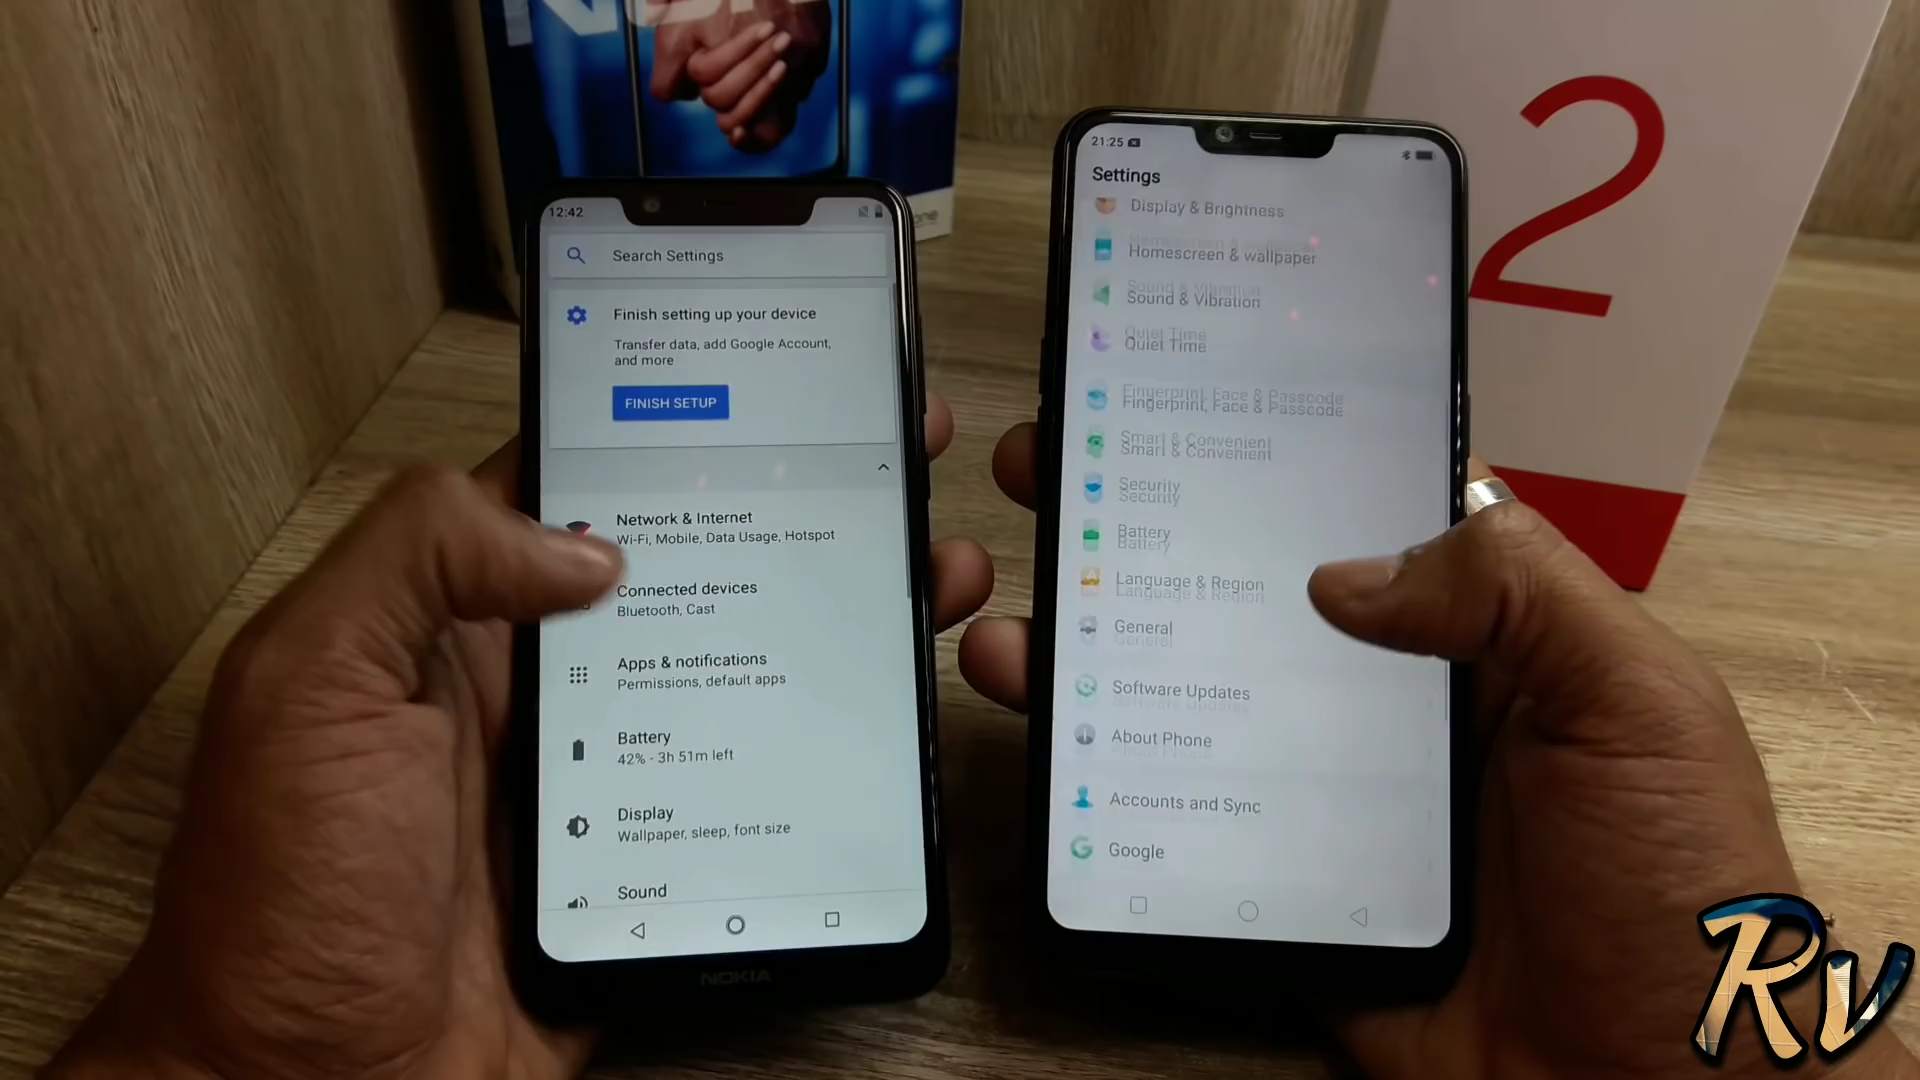 2
12:42
Search Settings
Finish setting up your device
Transfer data, add Google Account,
and more
FINISH SETUP
Network & Internet
Wi-Fi, Mobile, Data Usage, Hotspot
Connected devices
Bluetooth, Cast
Apps & notifications
Permissions, default apps
Battery
42% - 3h 51m left
Display
Wallpaper, sleep, font size
Sound
NOKIA
21:25
Settings
Display & Brightness
Homescreen & wallpaper
Sound & Vibration
Quiet Time
Fingerprint, Face & Passcode
Smart & Convenient
Security
Battery
Language & Region
General
Software Updates
About Phone
Accounts and Sync
Google
Rv